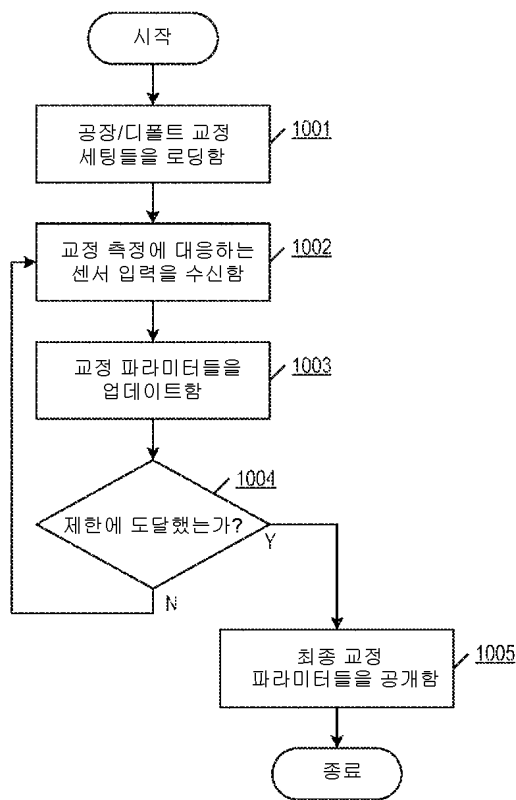 시작
공장/디폴트 교정
세팅들을 로딩함
1001
교정 측정에 대응하는
센서 입력을 수신함
1002
교정 파라미터들을
업데이트함
1003
1004
제한에 도달했는가?
Y
N
최종 교정
파라미터들을 공개함
1005
종료